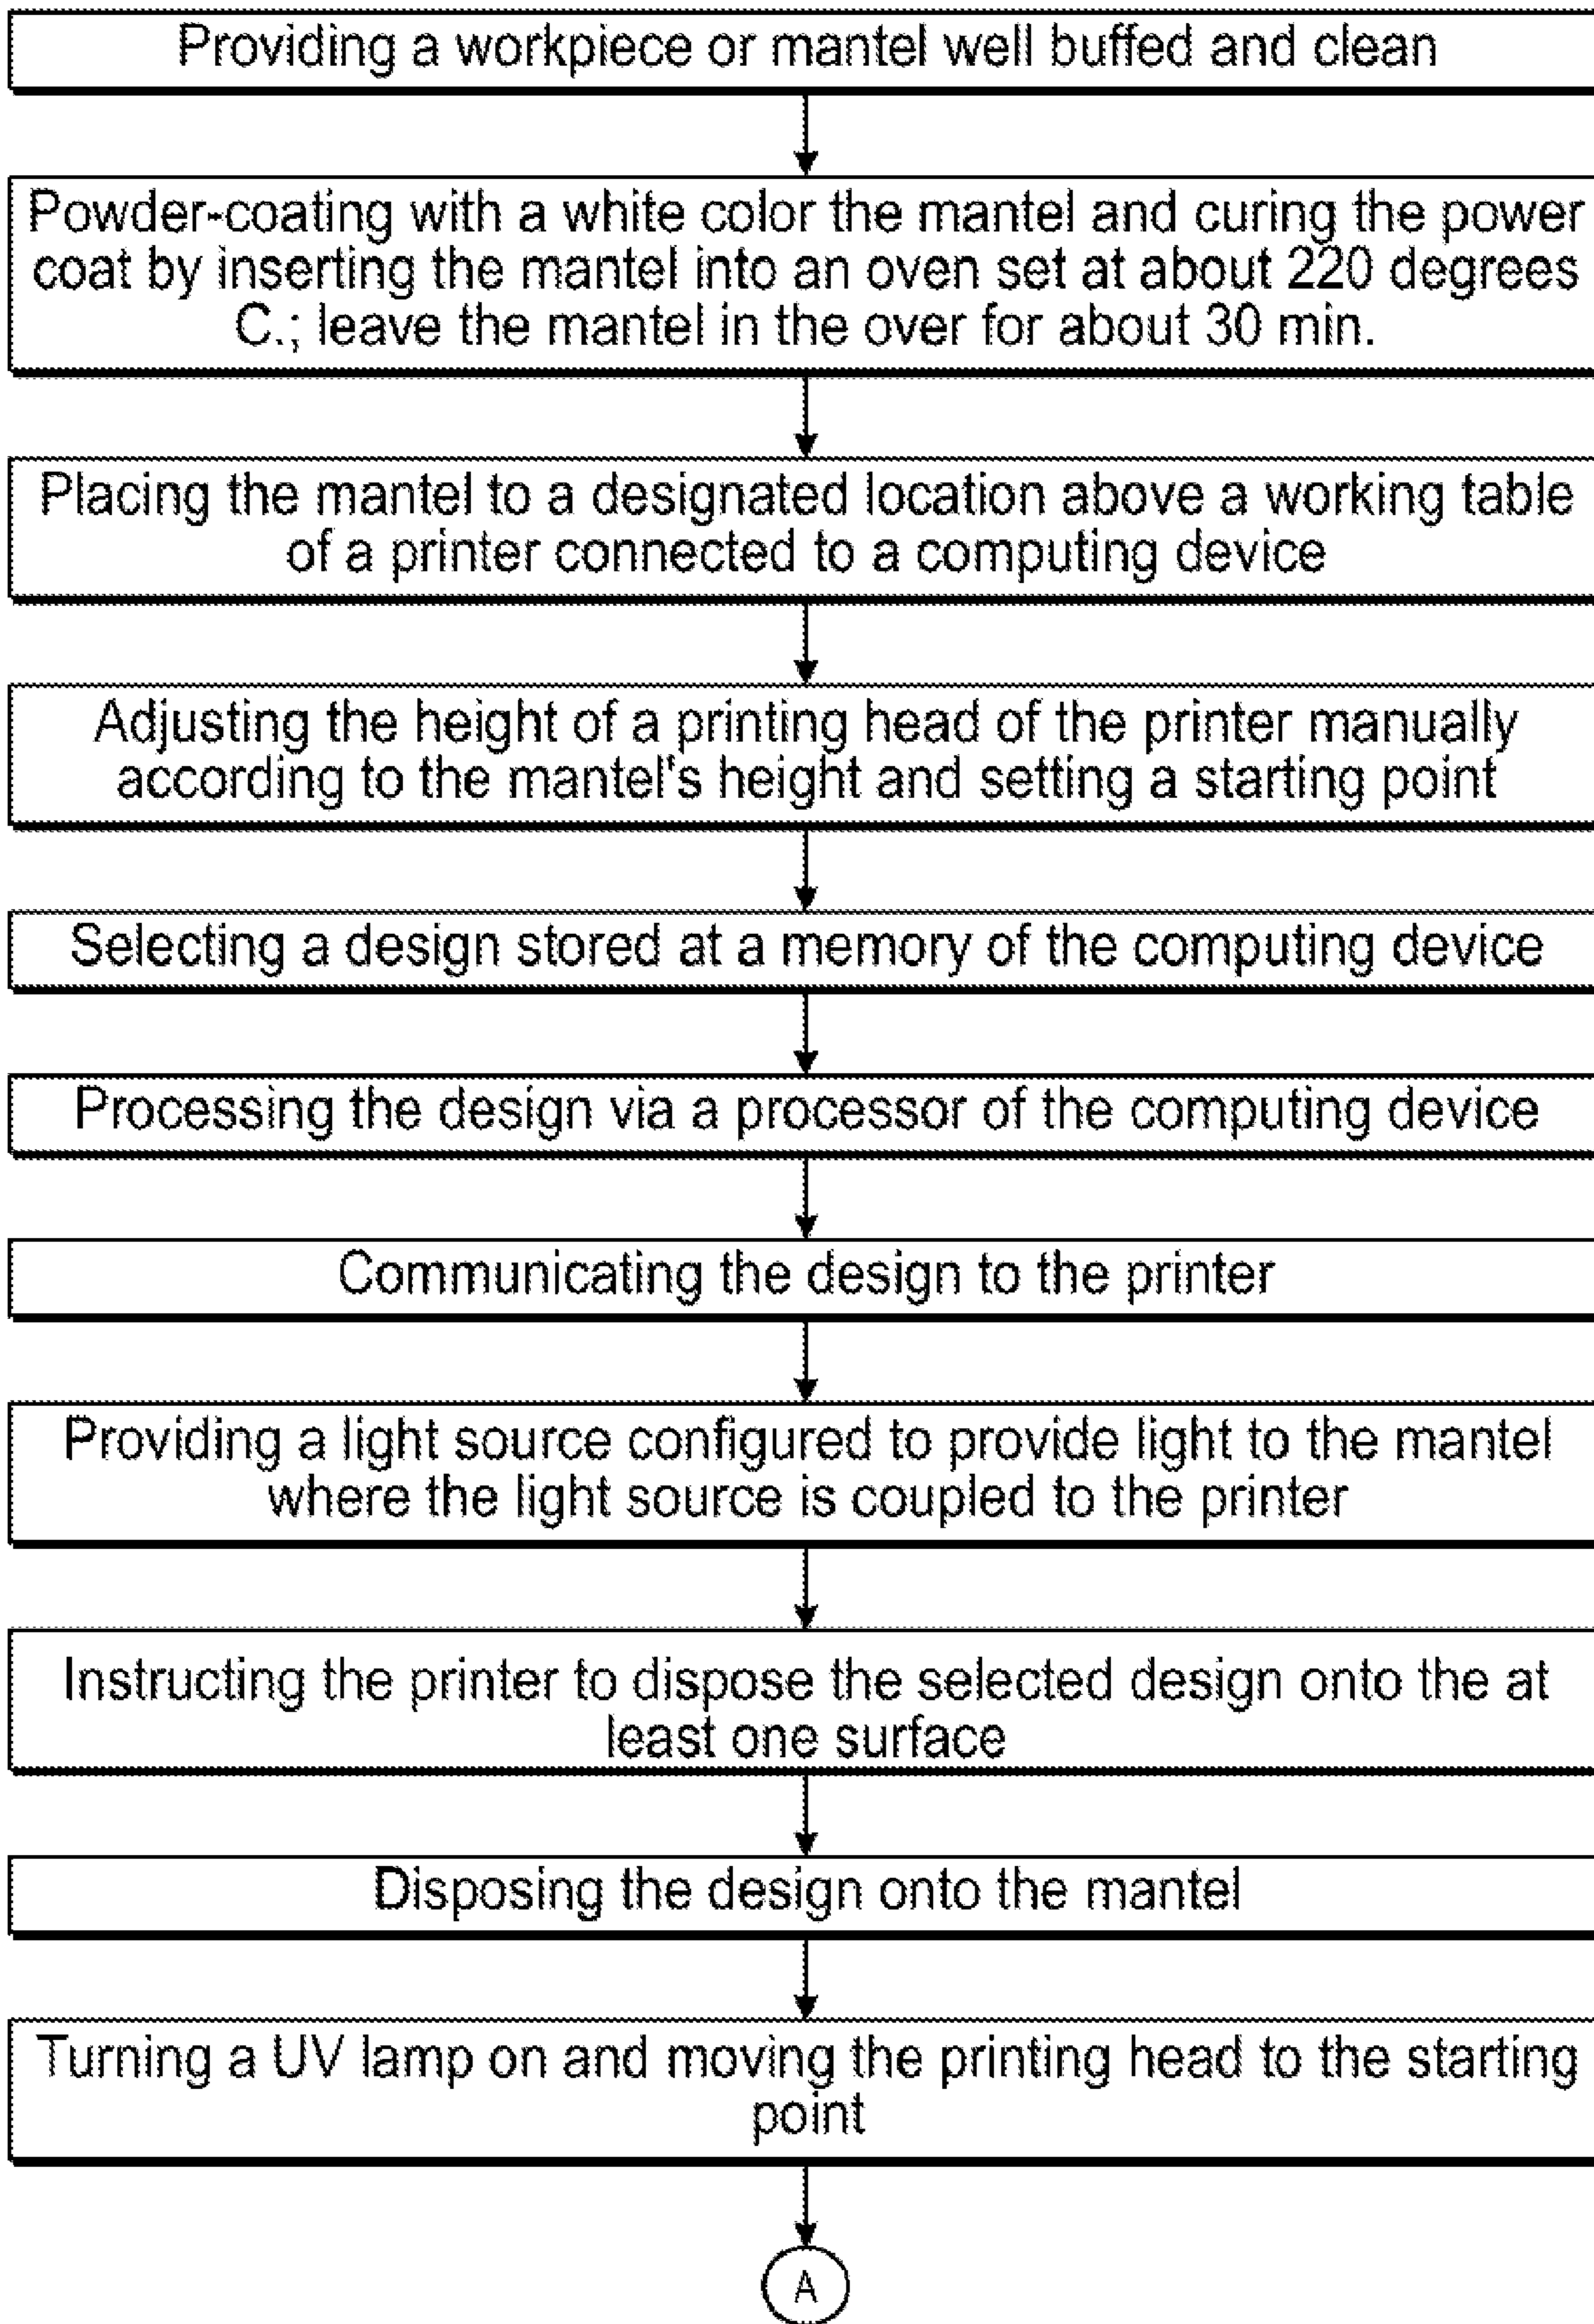 Providing a workpiece or mantel well buffed and clean
Powder-coating with a white color the mantel and curing the power
coat by inserting the mantel into an oven set at about 220 degrees
C.; leave the mantel in the over for about 30 min.
Placing the mantel to a designated location above a working table
of a printer connected to a computing device
Adjusting the height of a printing head of the printer manually
according to the mantel's height and setting a starting point
Selecting a design stored at a memory of the computing device
Processing the design via a processor of the computing device
Communicating the design to the printer
Providing a light source configured to provide light to the mantel
where the light source is coupled to the printer
Instructing the printer to dispose the selected design onto the at
least one surface
Disposing the design onto the mantel
Turning a UV lamp on and moving the printing head to the starting
point
A